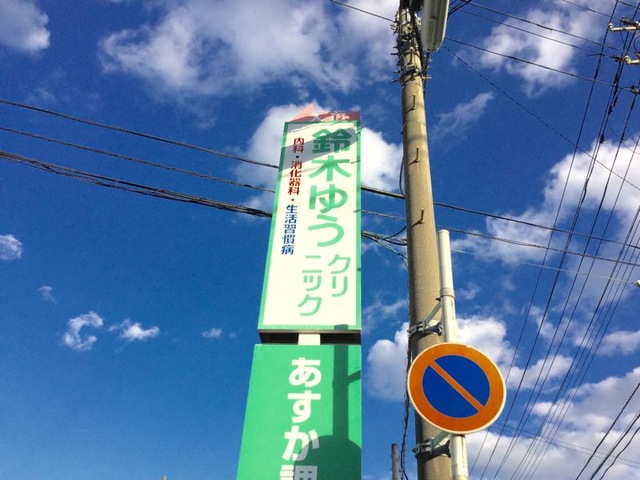 鈴木ゆう
クリニック
内科・消化器科・生活習慣病
あすか